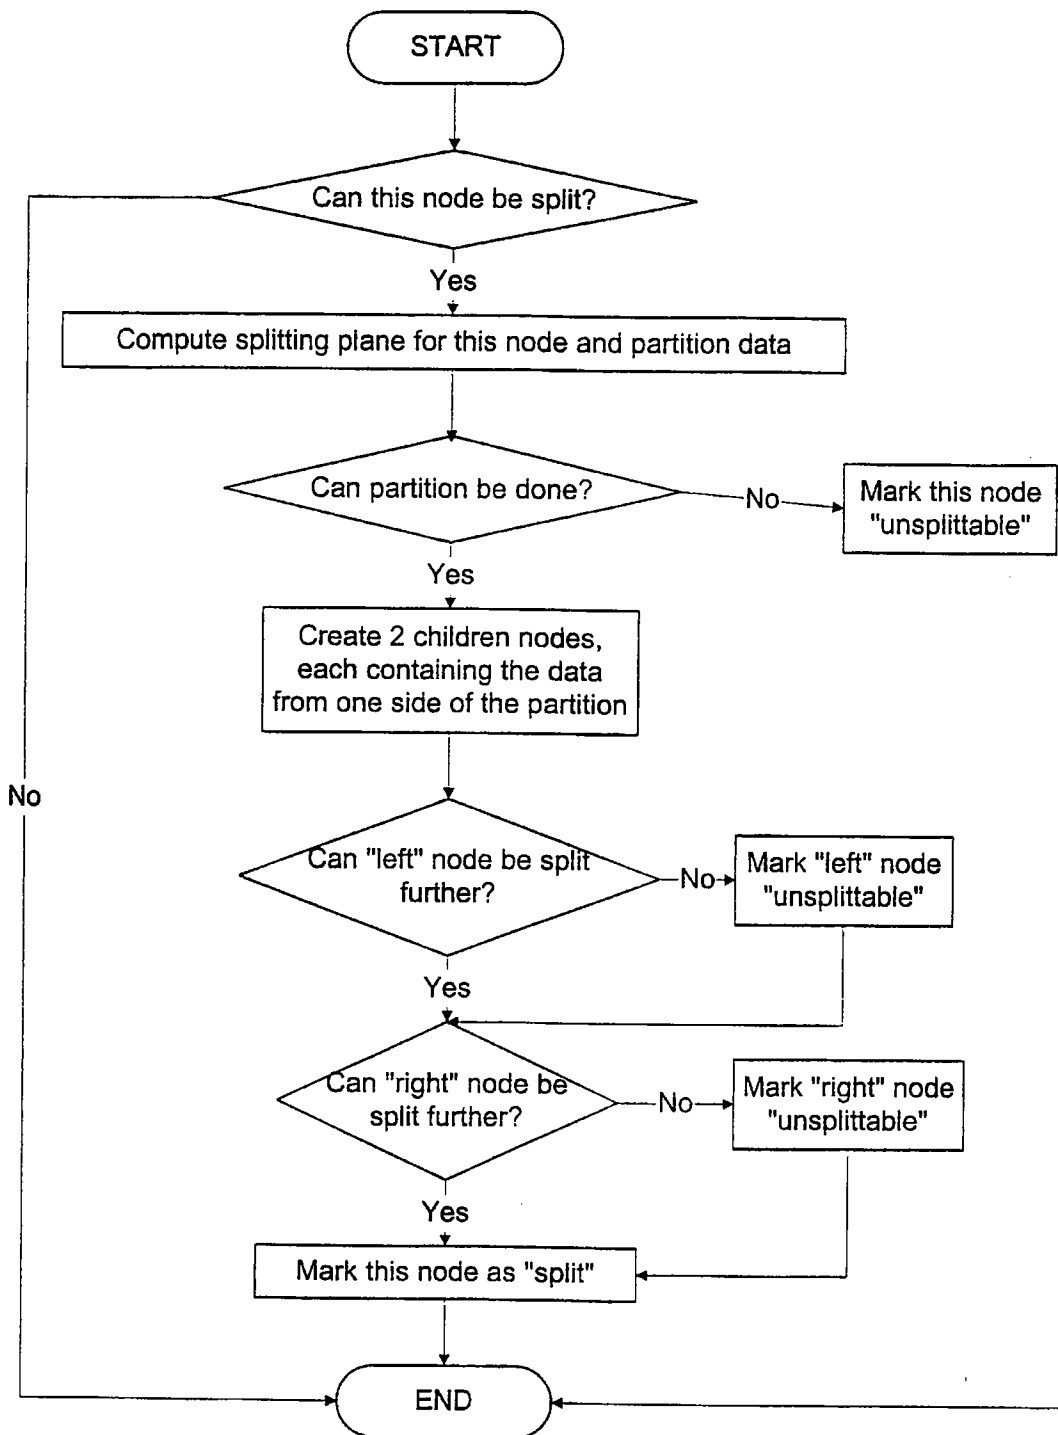 START
Can this node be split?
Yes
Compute splitting plane for this node and partition data
Can partition be done?
No
Mark this node
"unsplittable"
Yes
Create 2 children nodes,
each containing the data
from one side of the partition
No
Can "left" node be split
further?
No
Mark "left" node
"unsplittable"
Yes
Can "right" node be
split further?
No
Mark "right" node
"unsplittable"
Yes
Mark this node as "split"
END